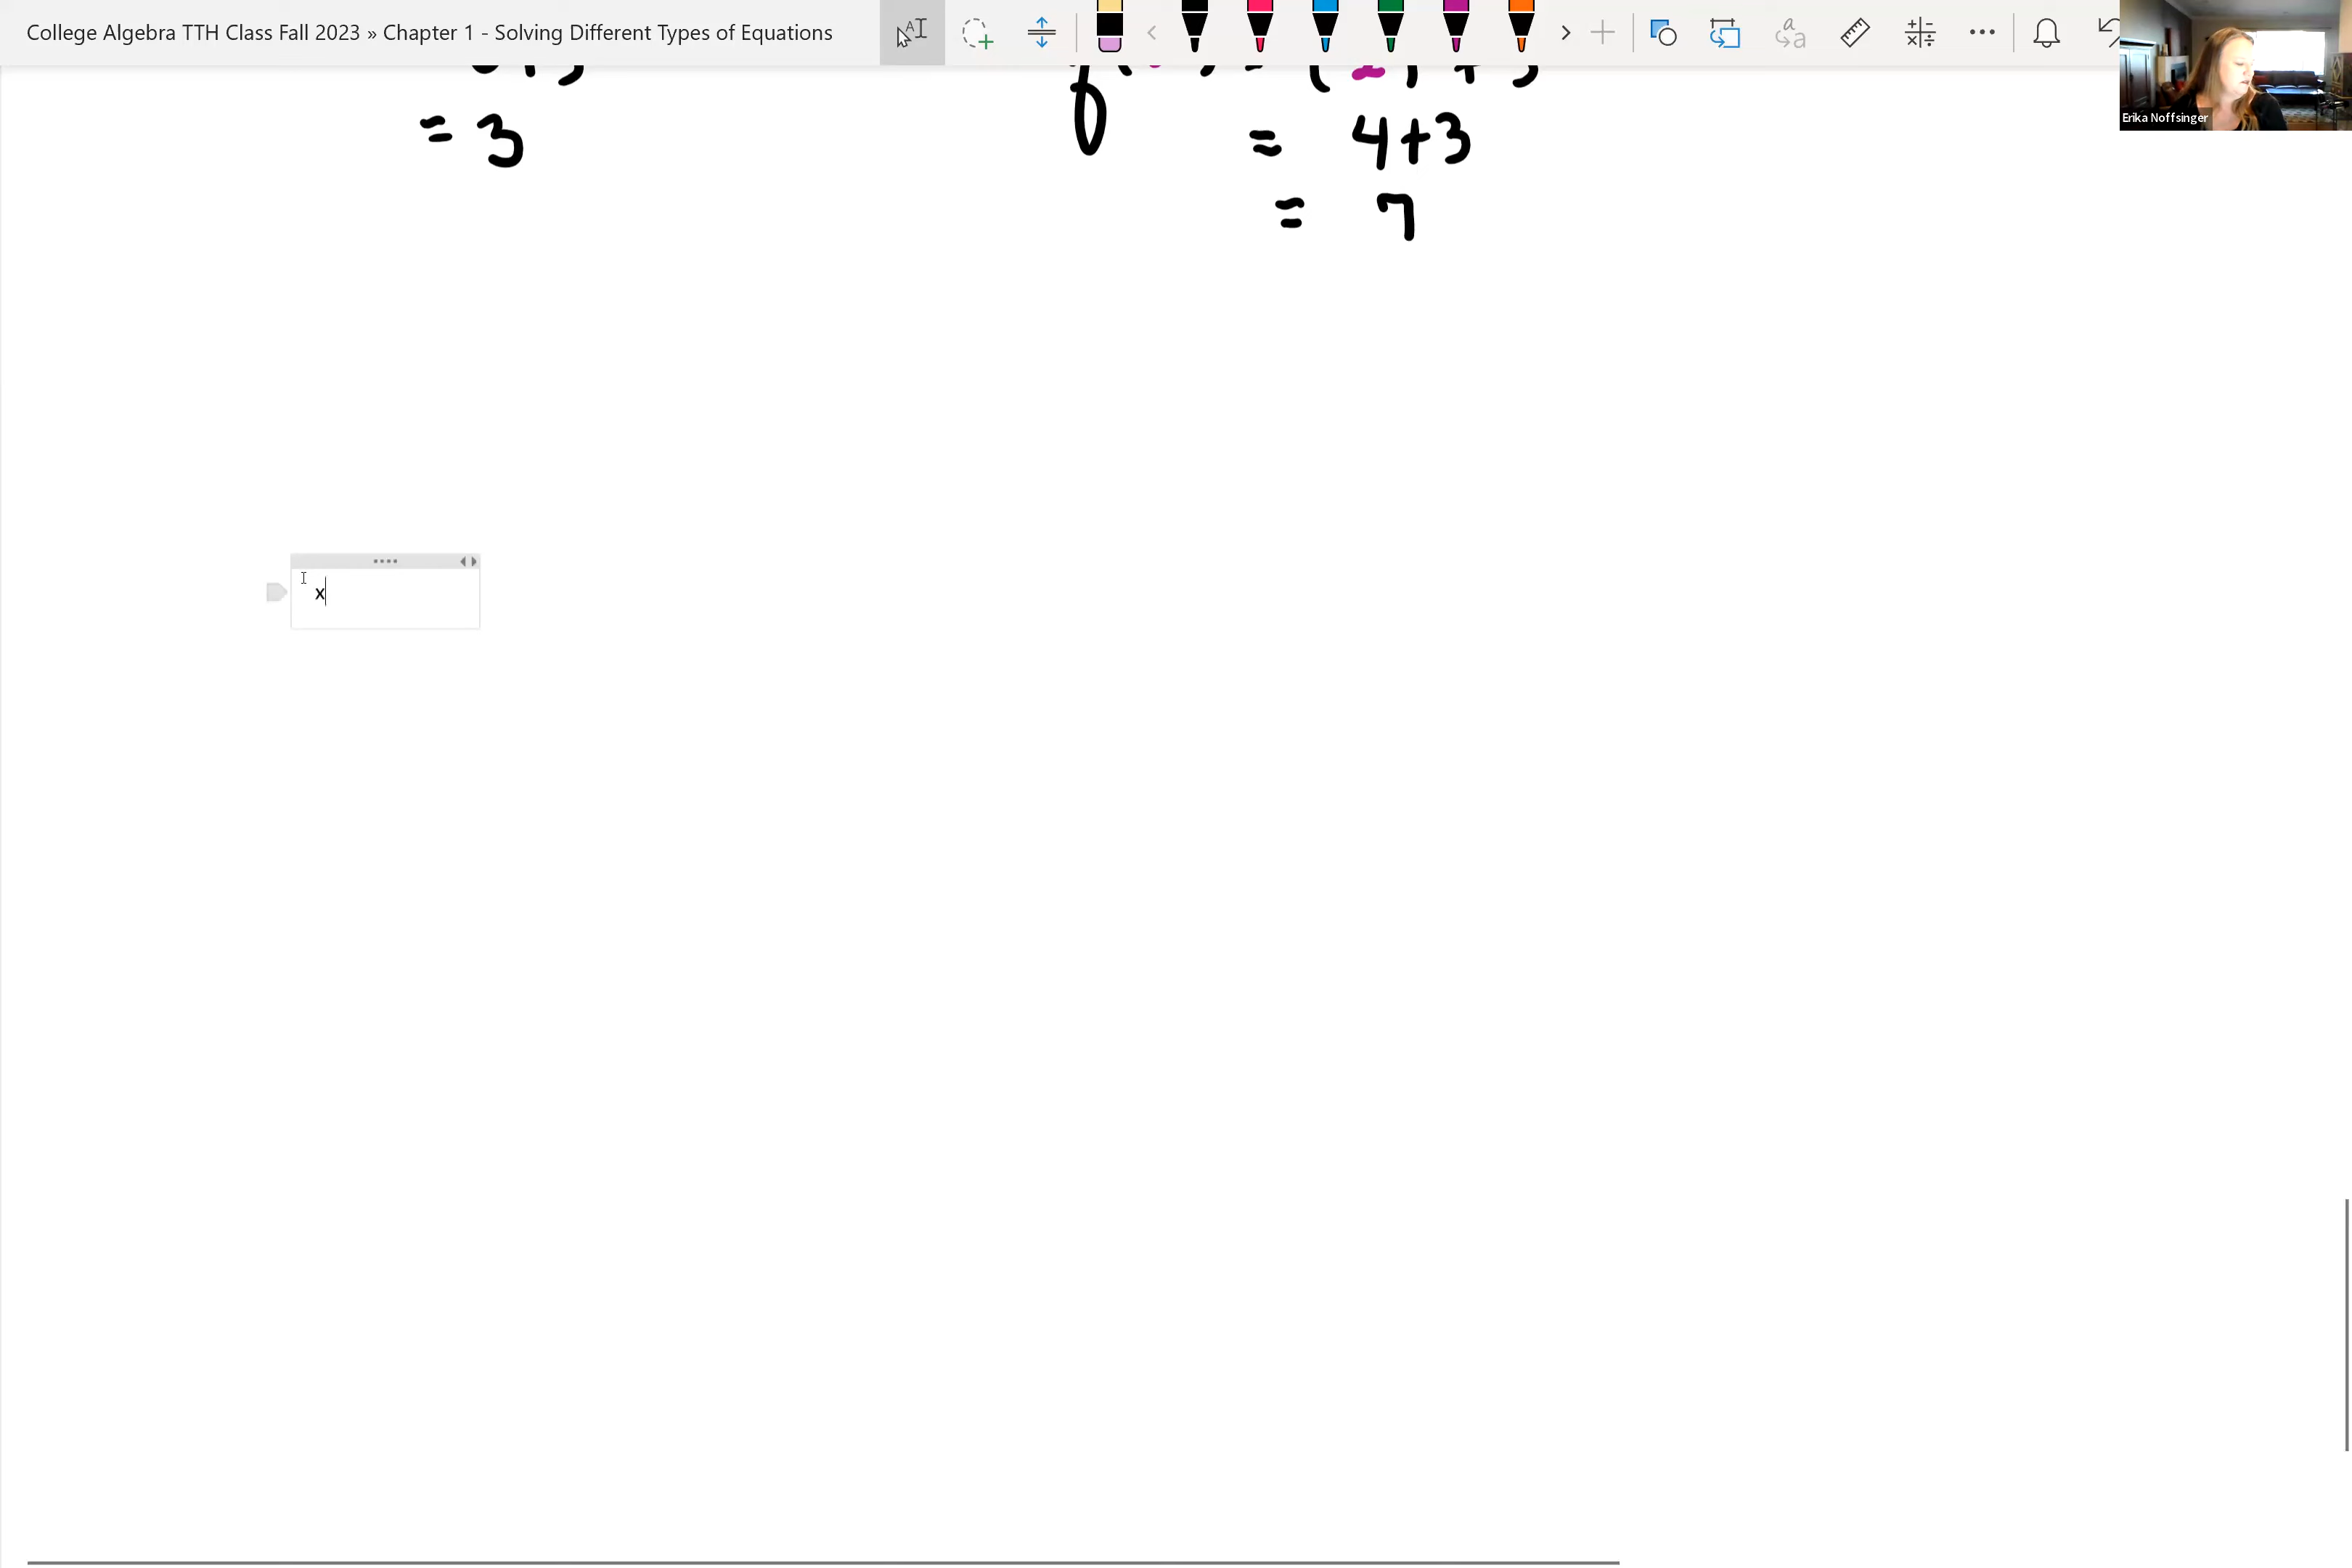 College Algebra TTH Class Fall 2023 » Chapter 1 - Solving Different Types of Equations
Erika Noffsinger
= 3
= 4+3
= 7
x